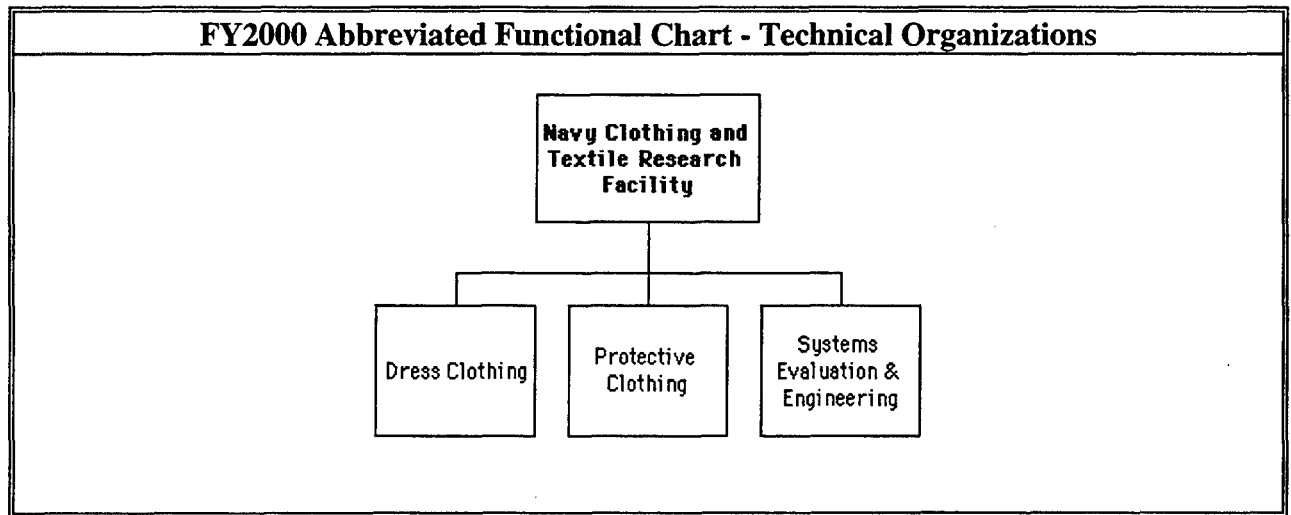 FY2000 Abbreviated Functional Chart - Technical Organizations
Navy Clothing and
Textile Research
Facility
Dress Clothing
Protective
Clothing
Systems
Evaluation &
Engineering